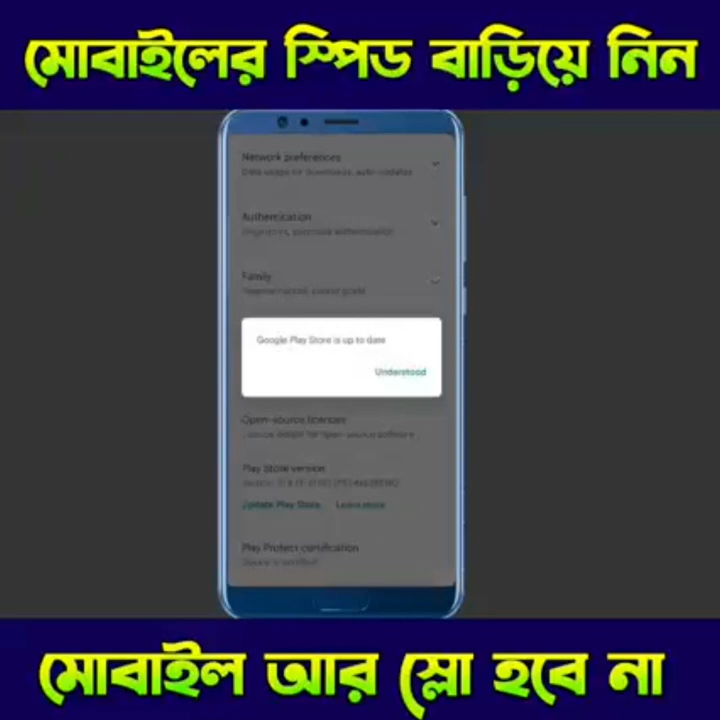 মোবাইলের স্পিড বাড়িয়ে নিন
Network preferences
Authentication
Family
Google Play Store is up to date
Understood
Open-source licenses
Play Store version
Update Play Store Learn more
Play Protect certification
মোবাইল আর স্লো হবে না